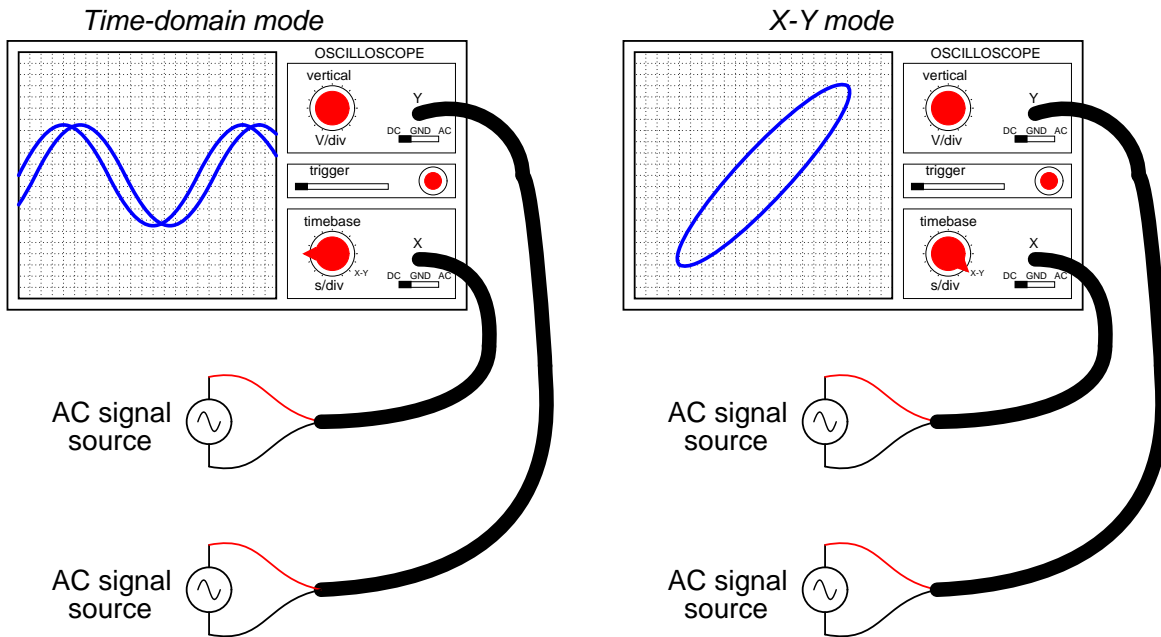 Time-domain mode
OSCILLOSCOPE
vertical
Y
DC GND AC
V/div
trigger
timebase
X
X-Y
DC GND AC
s/div
AC signal
source
AC signal
source
X-Y mode
OSCILLOSCOPE
vertical
Y
DC GND AC
V/div
trigger
timebase
X
X-Y
DC GND AC
s/div
AC signal
source
AC signal
source